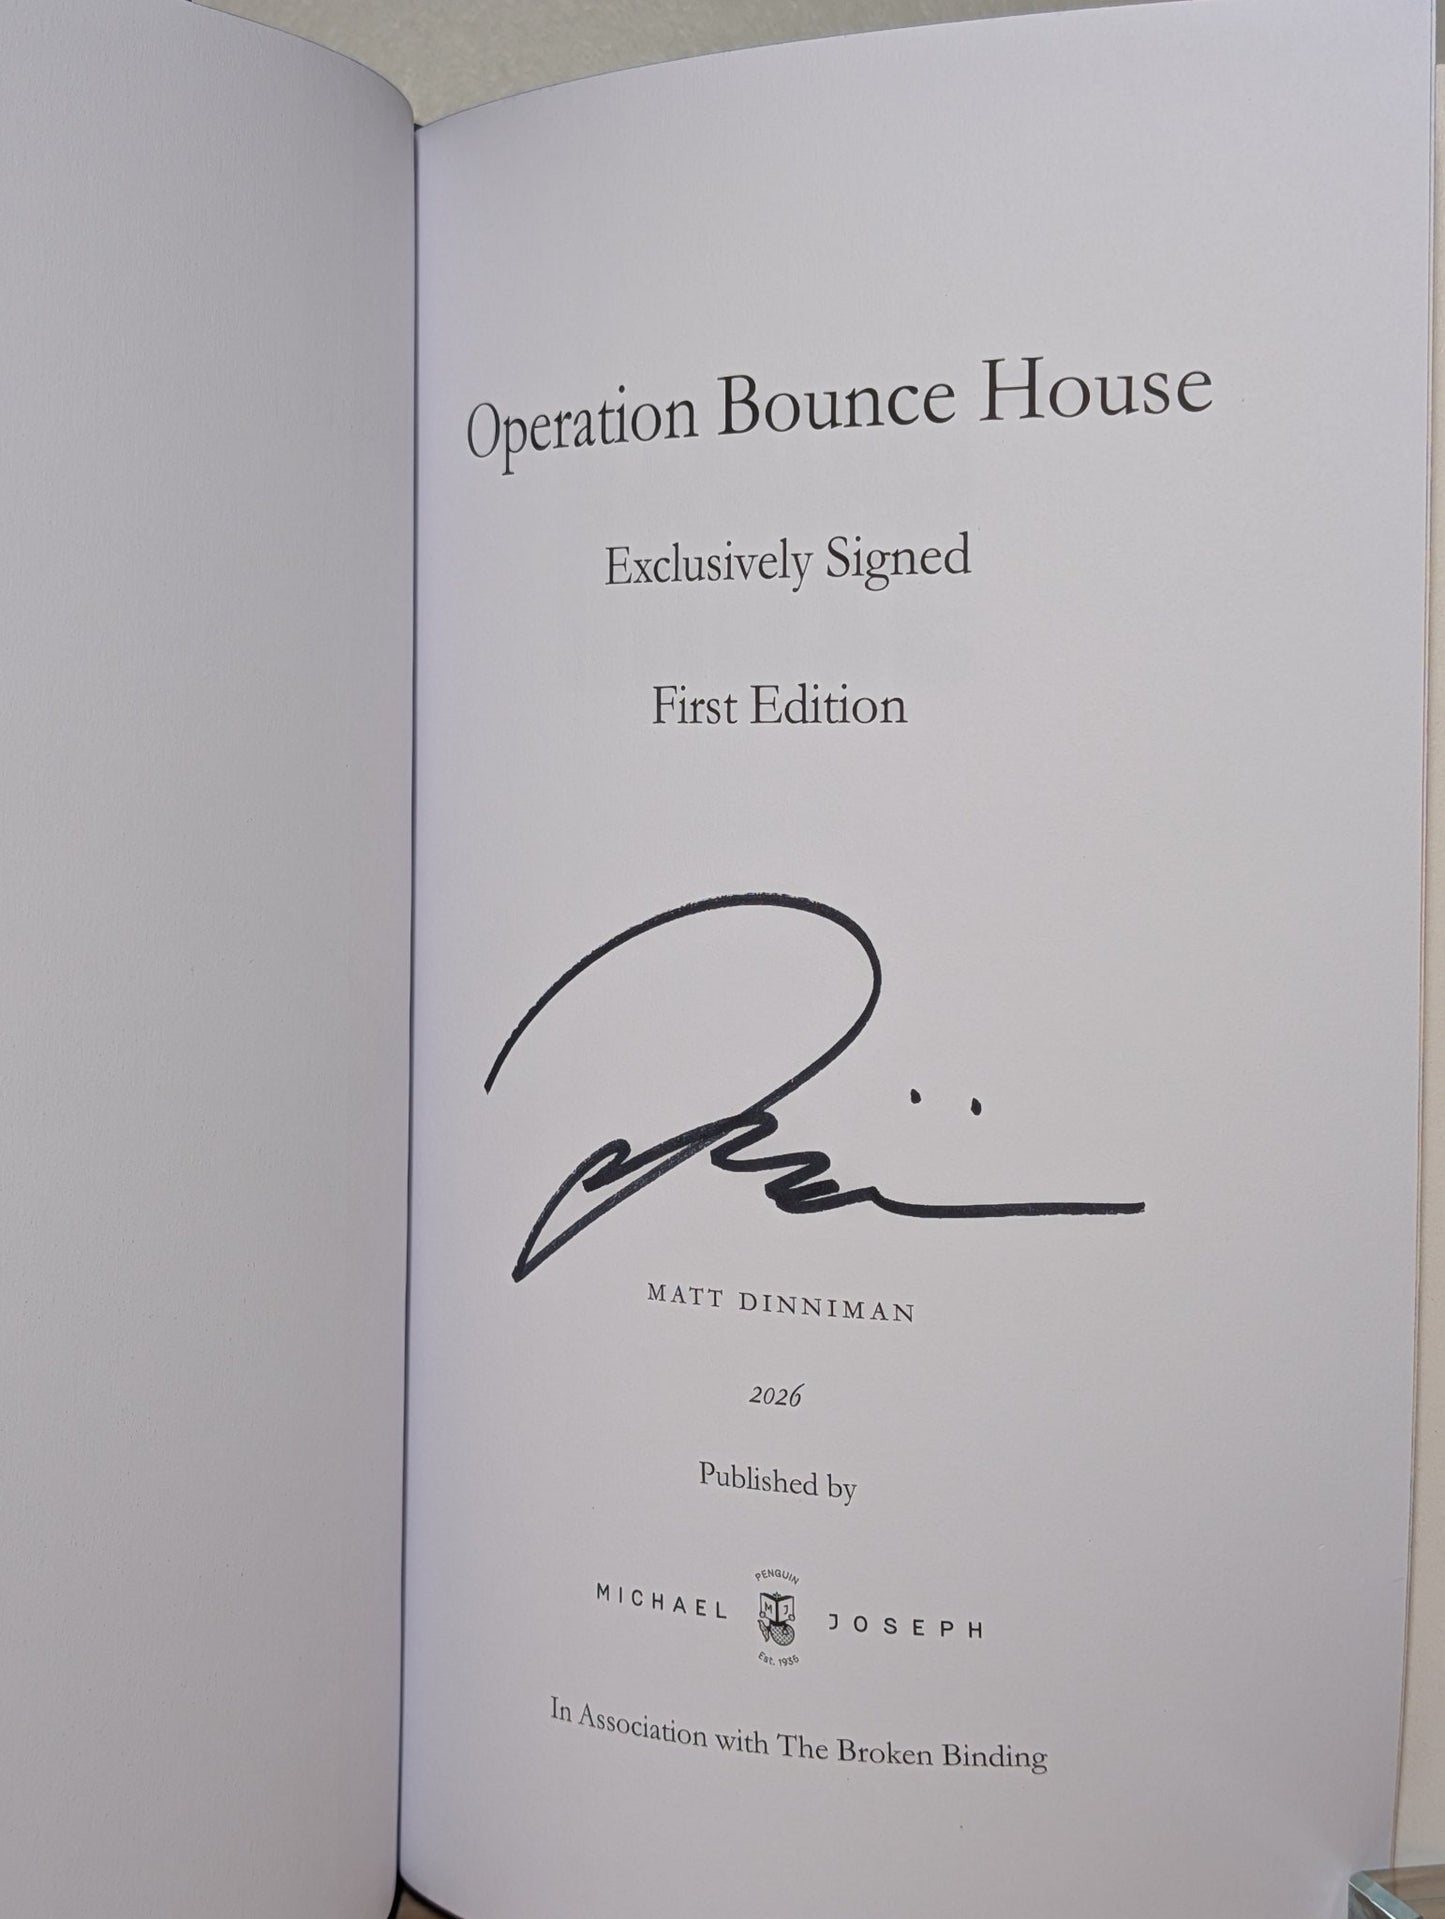 Operation Bounce House
Exclusively Signed
First Edition
MATT DINNIMAN
2026
Published by
PENGUIN
MICHAEL MJ JOSEPH
Est. 1935
In Association with The Broken Binding